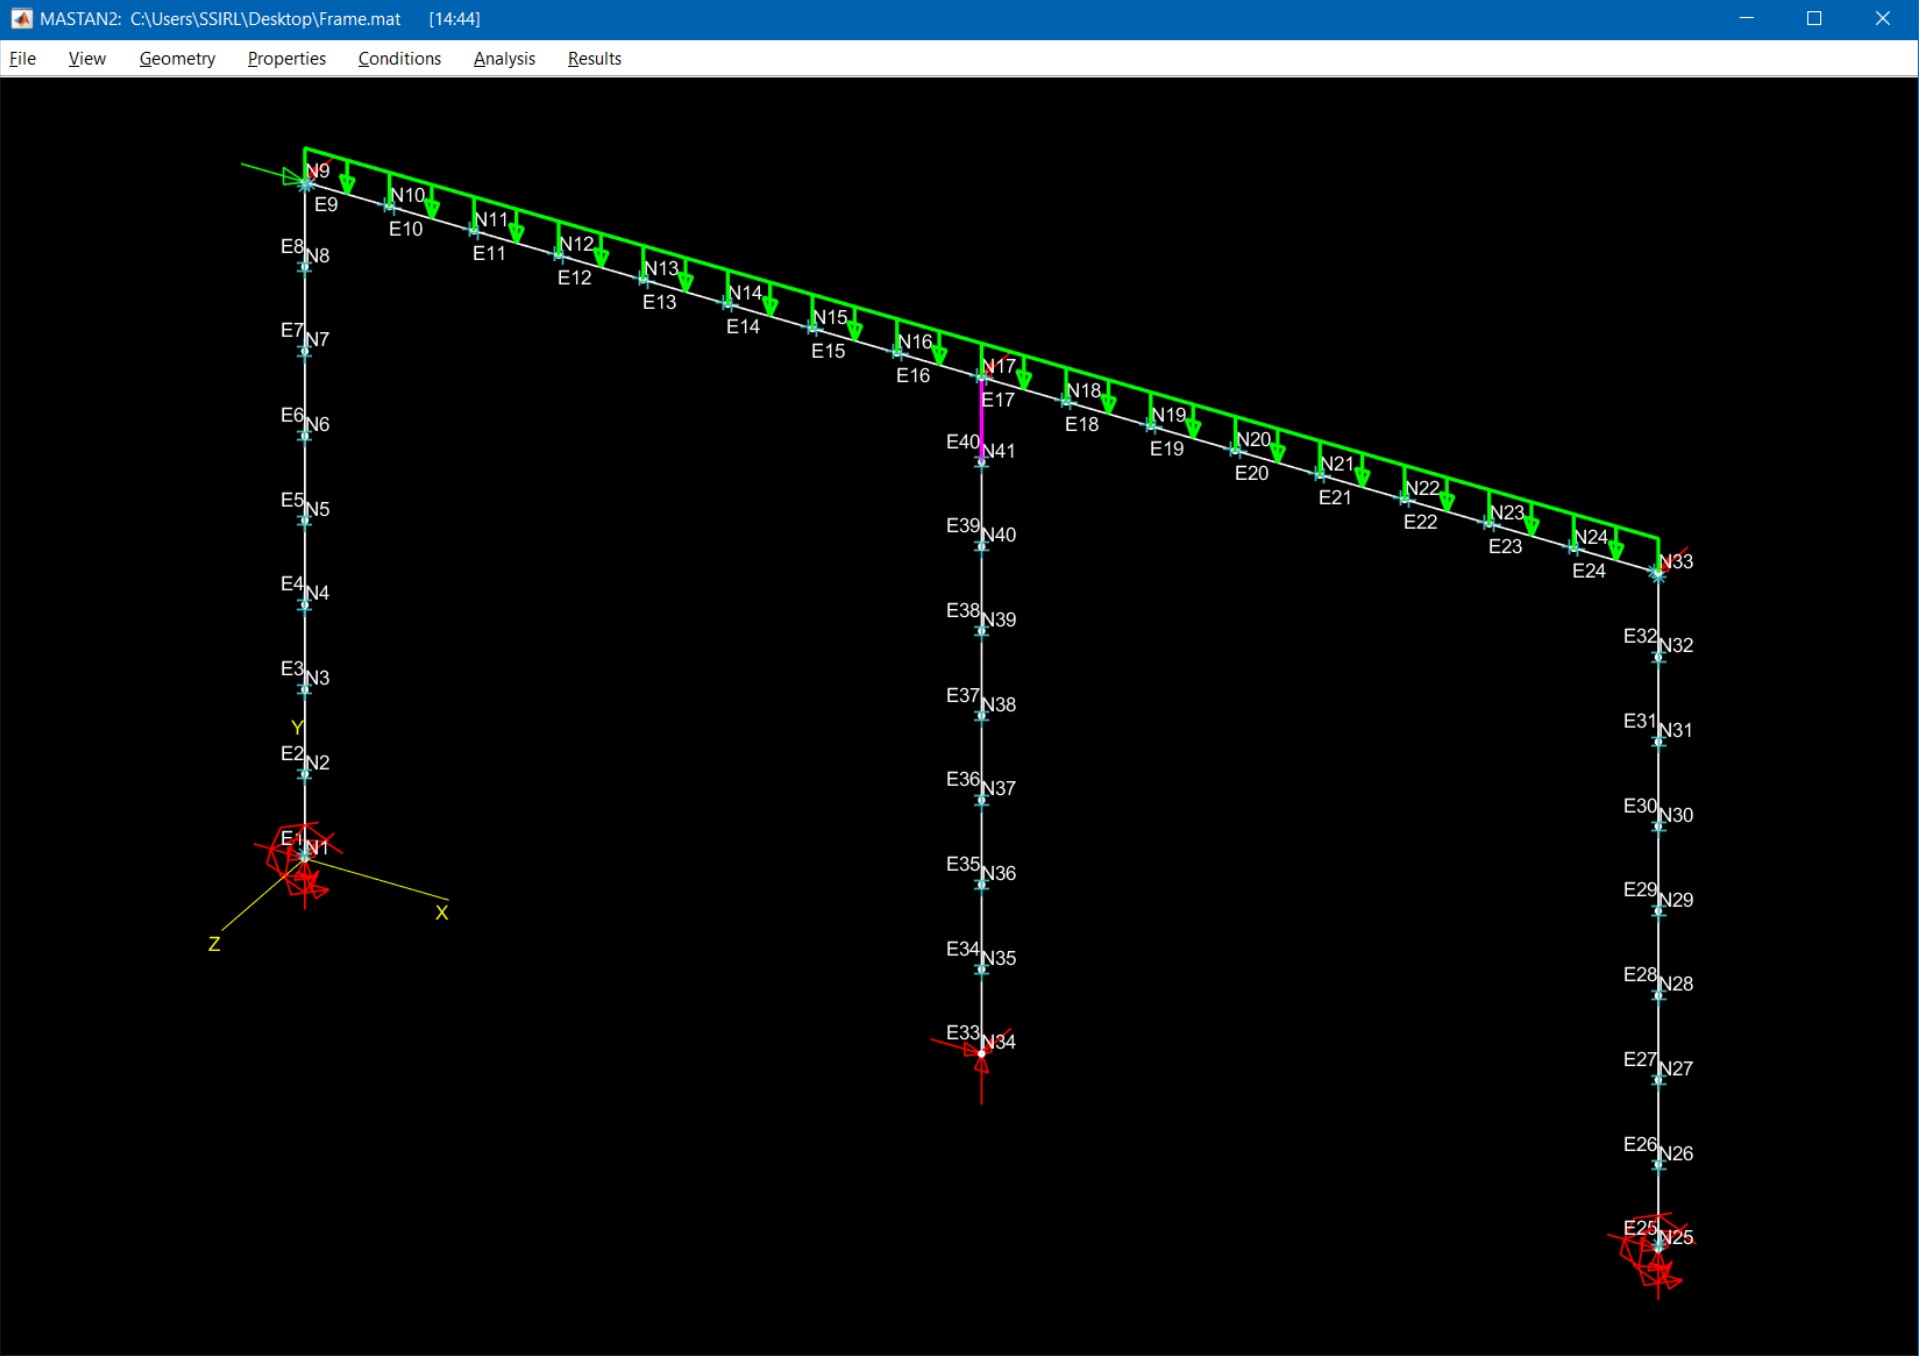 MASTAN2: C:\Users\SSIRL\Desktop\Frame.mat [14:44]
File View Geometry Properties Conditions Analysis Results
N9
E9
N10
E10
N11
E11
N12
E12
N13
E13
N14
E14
N15
E15
N16
E16
N17
E17
N18
E18
N19
E19
N20
E20
N21
E21
N22
E22
N23
E23
N24
E24
N33
E8
N8
E7
N7
E6
N6
E5
N5
E4
N4
E3
N3
Y
E2
N2
E1
N1
X
Z
E40
N41
E39
N40
E38
N39
E37
N38
E36
N37
E35
N36
E34
N35
E33
N34
E32
N32
E31
N31
E30
N30
E29
N29
E28
N28
E27
N27
E26
N26
E25
N25